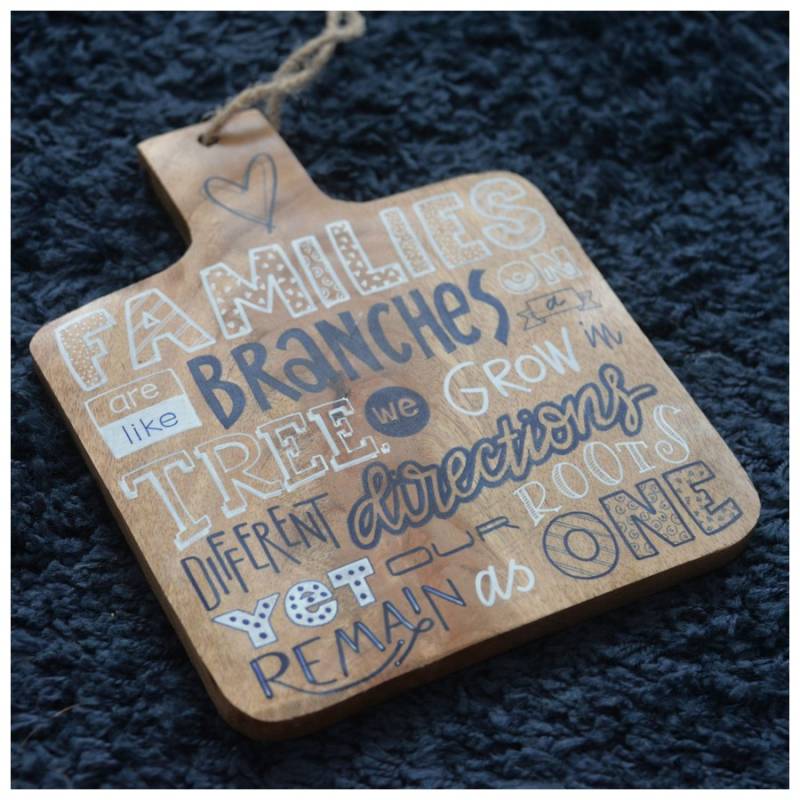 FAMILIES
are like BRANCHES ON a
TREE. we GROW in
DIFFERENT directions
YET OUR ROOTS
REMAIN as ONE